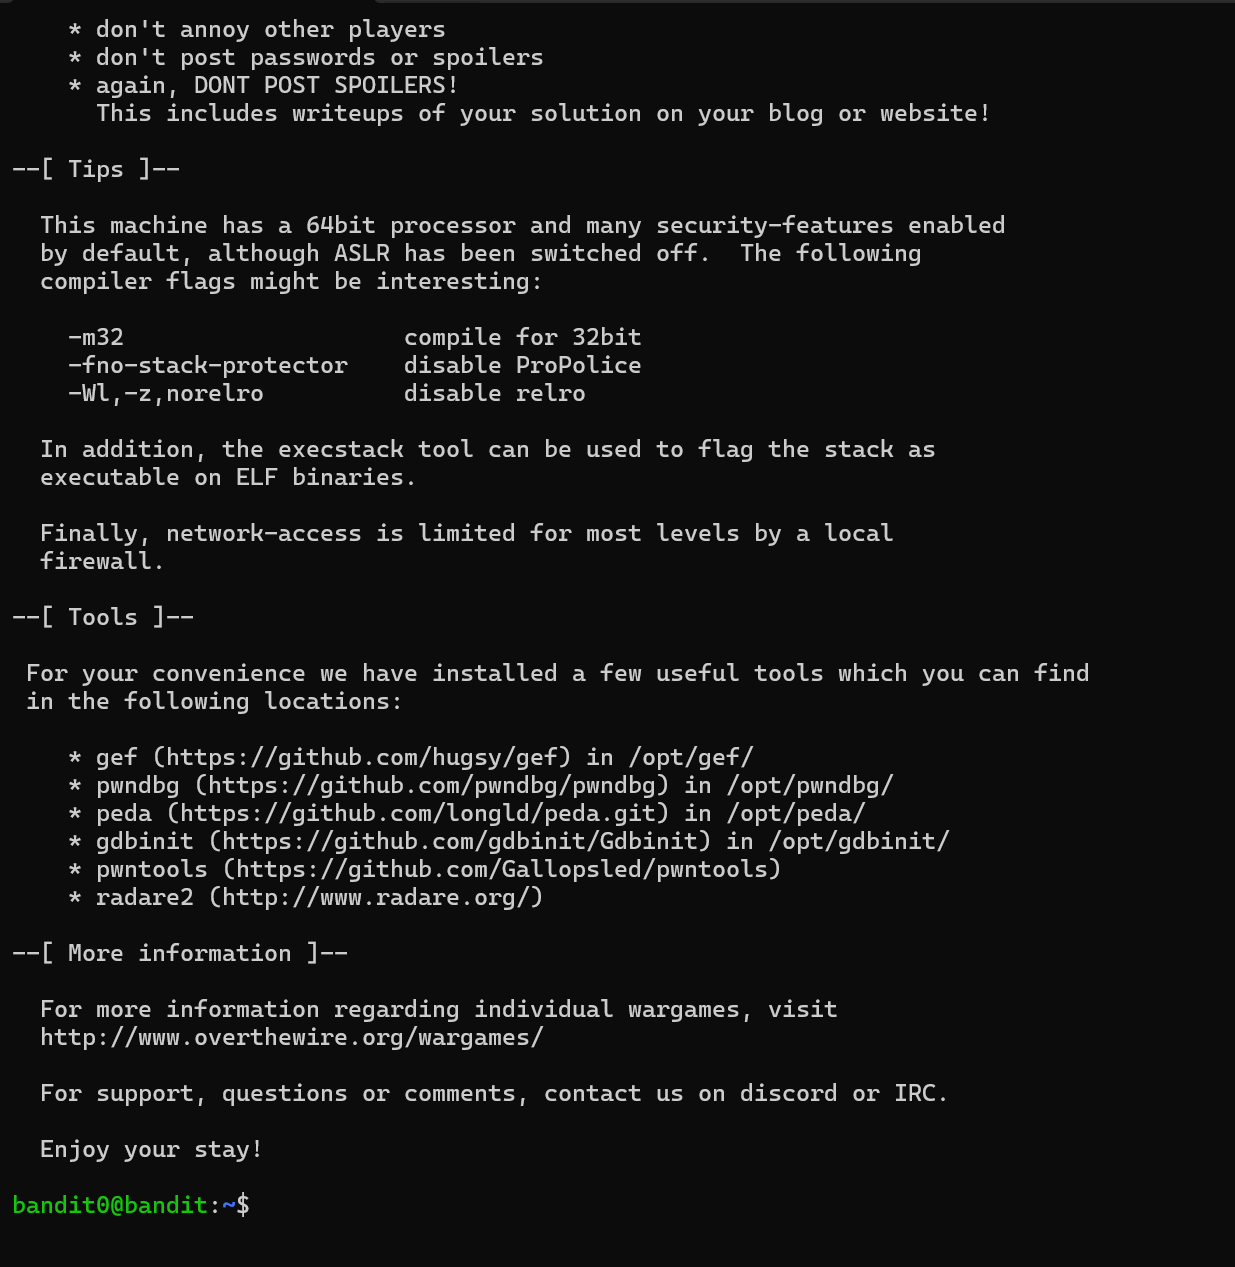 * don't annoy other players
* don't post passwords or spoilers
* again, DONT POST SPOILERS!
This includes writeups of your solution on your blog or website!
--[ Tips ]--
This machine has a 64bit processor and many security-features enabled
by default, although ASLR has been switched off.  The following
compiler flags might be interesting:
-m32                    compile for 32bit
-fno-stack-protector    disable ProPolice
-Wl,-z,norelro          disable relro
In addition, the execstack tool can be used to flag the stack as
executable on ELF binaries.
Finally, network-access is limited for most levels by a local
firewall.
--[ Tools ]--
For your convenience we have installed a few useful tools which you can find
in the following locations:
* gef (https://github.com/hugsy/gef) in /opt/gef/
* pwndbg (https://github.com/pwndbg/pwndbg) in /opt/pwndbg/
* peda (https://github.com/longld/peda.git) in /opt/peda/
* gdbinit (https://github.com/gdbinit/Gdbinit) in /opt/gdbinit/
* pwntools (https://github.com/Gallopsled/pwntools)
* radare2 (http://www.radare.org/)
--[ More information ]--
For more information regarding individual wargames, visit
http://www.overthewire.org/wargames/
For support, questions or comments, contact us on discord or IRC.
Enjoy your stay!
bandit0@bandit:~$